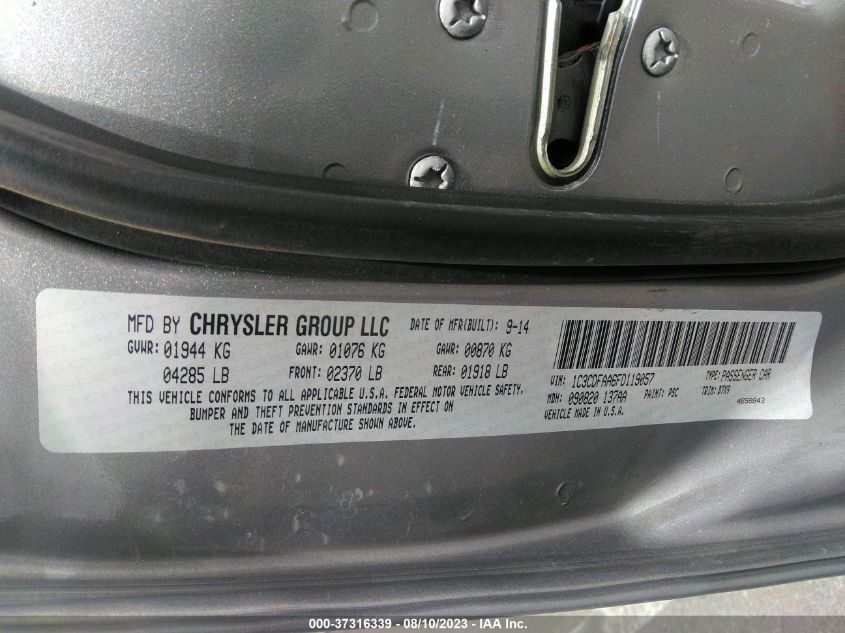 MFD BY CHRYSLER GROUP LLC DATE OF MFR(BUILT): 9-14
GVWR: 01944 KG GAWR: 01076 KG GAWR: 00870 KG
04285 LB FRONT: 02370 LB REAR: 01918 LB
THIS VEHICLE CONFORMS TO ALL APPLICABLE U.S.A. FEDERAL MOTOR VEHICLE SAFETY,
BUMPER AND THEFT PREVENTION STANDARDS IN EFFECT ON
THE DATE OF MANUFACTURE SHOWN ABOVE.
VIN: 1C3CDFAA6FD119057 TYPE: PASSENGER CAR
MDH: 090820 137AA PAINT: PSC TRIM:
VEHICLE MADE IN U.S.A. 4658843
000-37316339 - 08/10/2023 - IAA Inc.